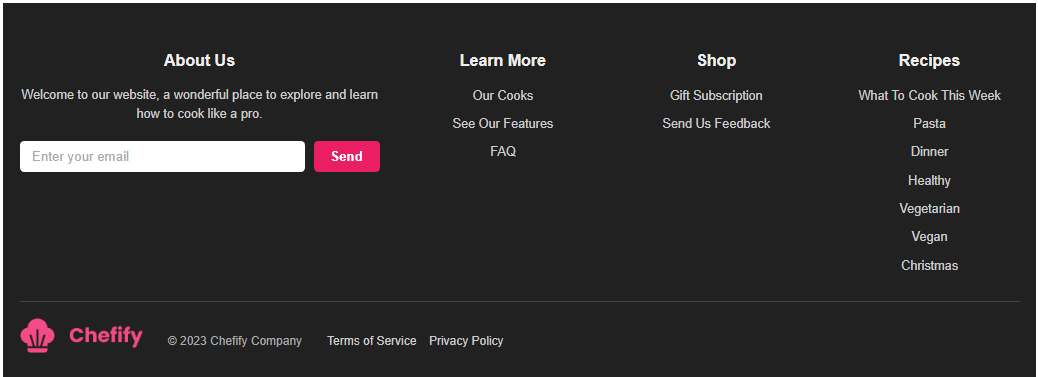 About Us
Welcome to our website, a wonderful place to explore and learn
how to cook like a pro.
Enter your email
Send
Learn More
Our Cooks
See Our Features
FAQ
Shop
Gift Subscription
Send Us Feedback
Recipes
What To Cook This Week
Pasta
Dinner
Healthy
Vegetarian
Vegan
Christmas
Chefify
© 2023 Chefify Company
Terms of Service
Privacy Policy